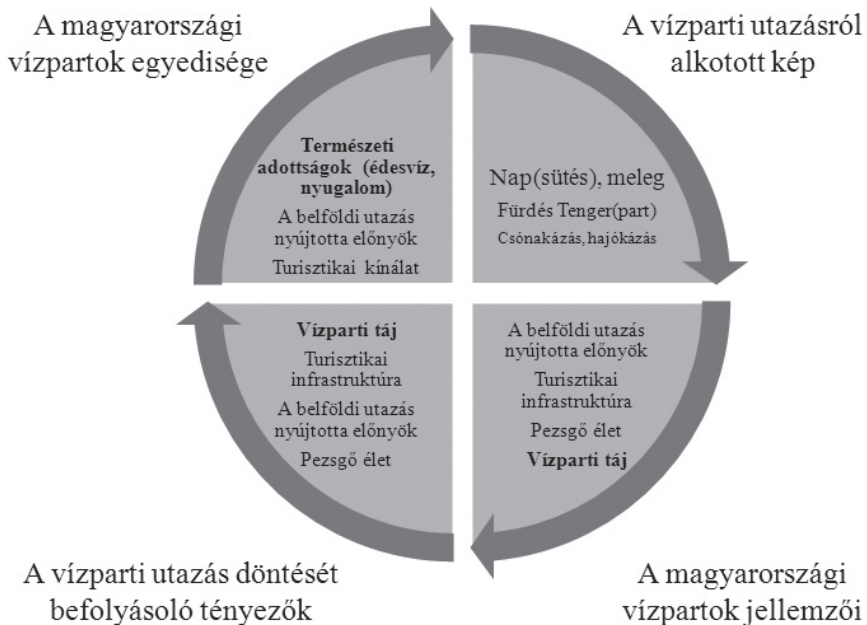 A magyarországi
vízpartok egyedisége
A vízparti utazásról
alkotott kép
Természeti
adottságok (édesvíz,
nyugalom)
A belföldi utazás
nyújtotta előnyök
Turisztikai kínálat
Nap(sütés), meleg
Fürdés Tenger(part)
Csónakázás, hajókázás
Vízparti táj
Turisztikai
infrastruktúra
A belföldi utazás
nyújtotta előnyök
Pezsgő élet
A belföldi utazás
nyújtotta előnyök
Turisztikai
infrastruktúra
Pezsgő élet
Vízparti táj
A vízparti utazás döntését
befolyásoló tényezők
A magyarországi
vízpartok jellemzői